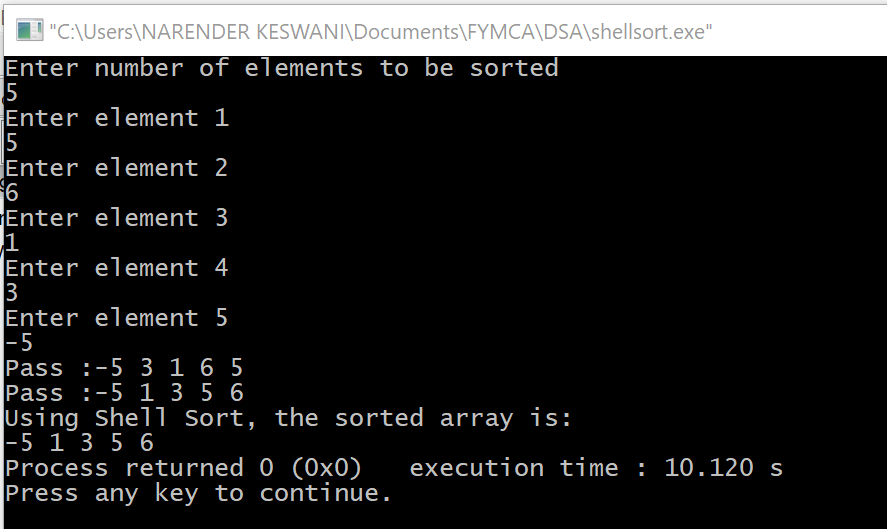 "C:\Users\NARENDER KESWANI\Documents\FYMCA\DSA\shellsort.exe"
Enter number of elements to be sorted
5
Enter element 1
5
Enter element 2
6
Enter element 3
1
Enter element 4
3
Enter element 5
-5
Pass :-5 3 1 6 5
Pass :-5 1 3 5 6
Using Shell Sort, the sorted array is:
-5 1 3 5 6
Process returned 0 (0x0)   execution time : 10.120 s
Press any key to continue.